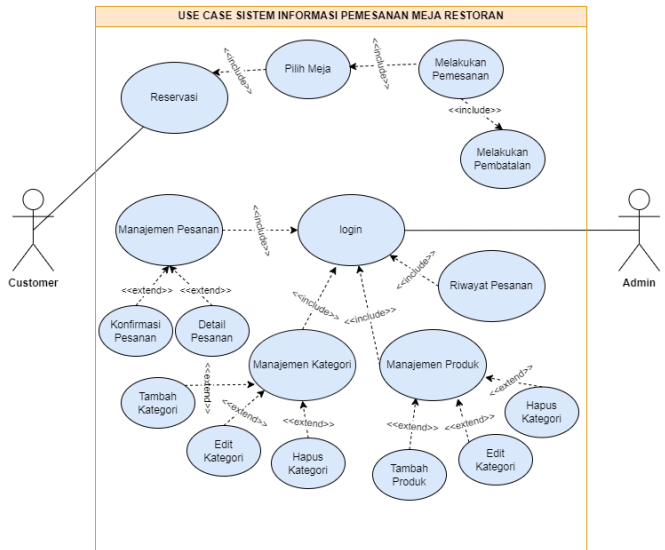 USE CASE SISTEM INFORMASI PEMESANAN MEJA RESTORAN
Reservasi
<<include>>
Pilih Meja
<<include>>
Melakukan
Pemesanan
<<include>>
Melakukan
Pembatalan
Customer
Admin
Manajemen Pesanan
<<include>>
login
<<include>>
Riwayat Pesanan
<<extend>>
<<extend>>
Konfirmasi
Pesanan
Detail
Pesanan
<<include>>
<<include>>
Manajemen Kategori
Manajemen Produk
<<extend>>
Tambah
Kategori
<<extend>>
Edit
Kategori
<<extend>>
Hapus
Kategori
<<extend>>
Tambah
Produk
<<extend>>
Edit
Kategori
<<extend>>
Hapus
Kategori